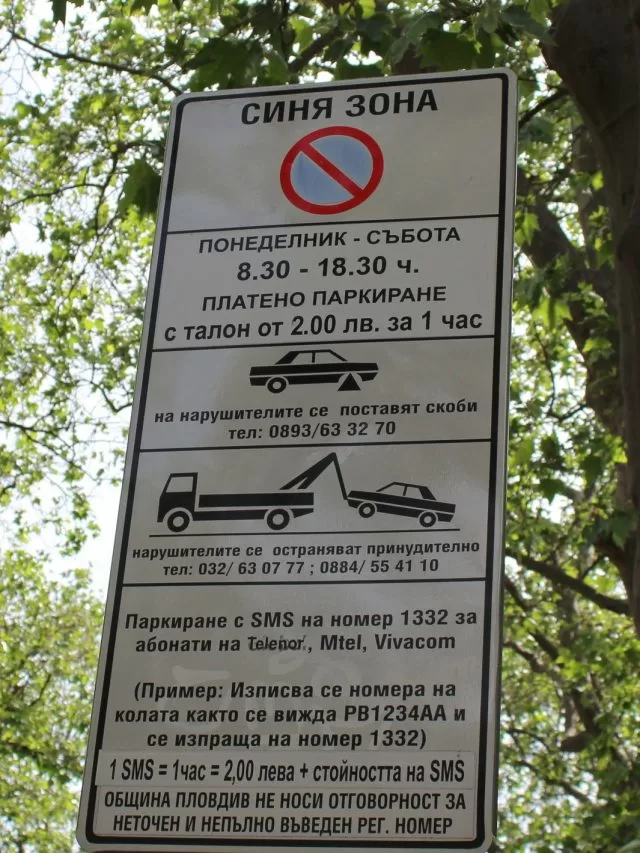 СИНЯ ЗОНА
ПОНЕДЕЛНИК - СЪБОТА
8.30 - 18.30 ч.
ПЛАТЕНО ПАРКИРАНЕ
с талон от 2.00 лв. за 1 час
на нарушителите се поставят скоби
тел: 0893/63 32 70
нарушителите се остраняват принудително
тел: 032/ 63 07 77 ; 0884/ 55 41 10
Паркиране с SMS на номер 1332 за
абонати на Telenor, Mtel, Vivacom
(Пример: Изписва се номера на
колата както се вижда PB1234AA и
се изпраща на номер 1332)
1 SMS = 1час = 2,00 лева + стойността на SMS
ОБЩИНА ПЛОВДИВ НЕ НОСИ ОТГОВОРНОСТ ЗА
НЕТОЧЕН И НЕПЪЛНО ВЪВЕДЕН РЕГ. НОМЕР